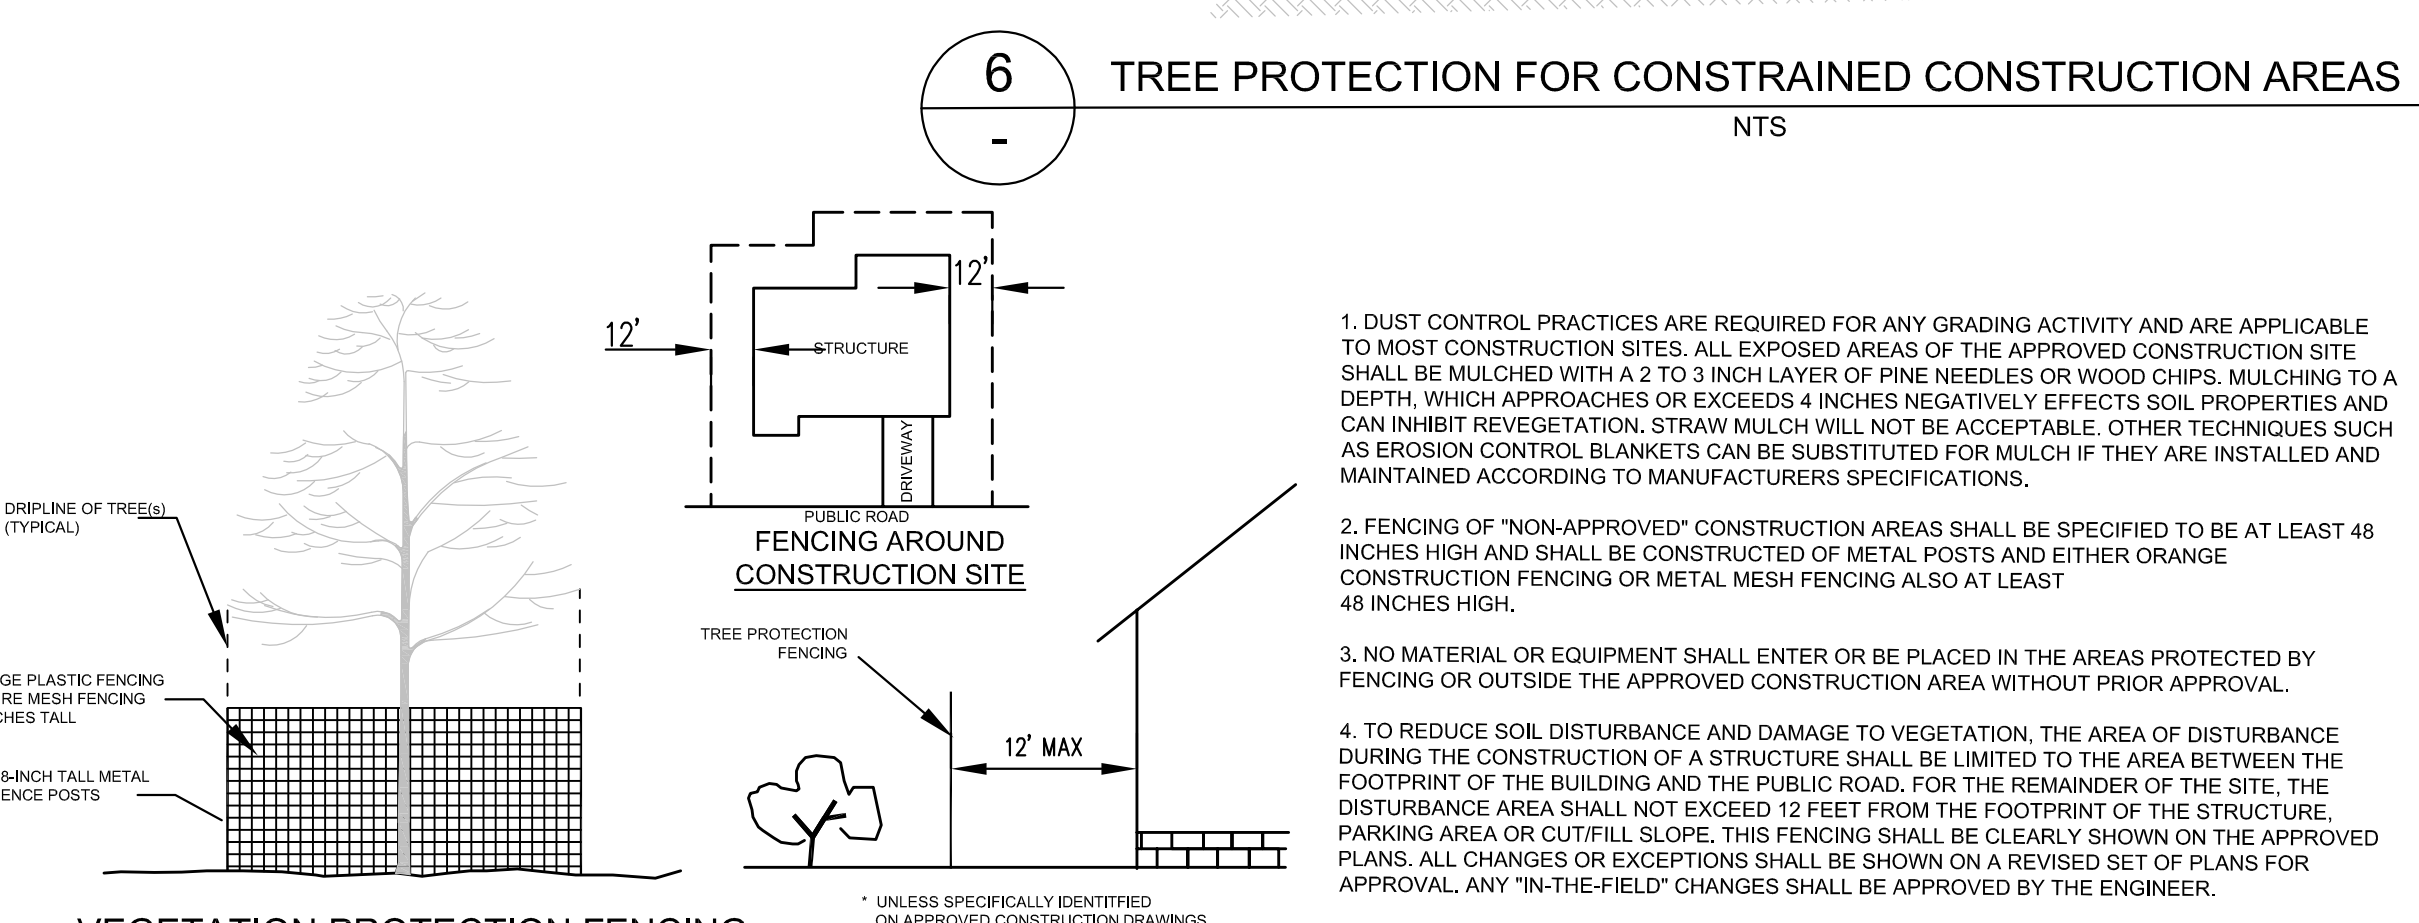 6
-
TREE PROTECTION FOR CONSTRAINED CONSTRUCTION AREAS
NTS
12'
12'
STRUCTURE
DRIVEWAY
PUBLIC ROAD
FENCING AROUND
CONSTRUCTION SITE
DRIPLINE OF TREE(s)
(TYPICAL)
GE PLASTIC FENCING
RE MESH FENCING
CHES TALL
8-INCH TALL METAL
ENCE POSTS
VEGETATION PROTECTION FENCING
TREE PROTECTION
FENCING
12' MAX
* UNLESS SPECIFICALLY IDENTITFIED
ON APPROVED CONSTRUCTION DRAWINGS
1. DUST CONTROL PRACTICES ARE REQUIRED FOR ANY GRADING ACTIVITY AND ARE APPLICABLE
TO MOST CONSTRUCTION SITES. ALL EXPOSED AREAS OF THE APPROVED CONSTRUCTION SITE
SHALL BE MULCHED WITH A 2 TO 3 INCH LAYER OF PINE NEEDLES OR WOOD CHIPS. MULCHING TO A
DEPTH, WHICH APPROACHES OR EXCEEDS 4 INCHES NEGATIVELY EFFECTS SOIL PROPERTIES AND
CAN INHIBIT REVEGETATION. STRAW MULCH WILL NOT BE ACCEPTABLE. OTHER TECHNIQUES SUCH
AS EROSION CONTROL BLANKETS CAN BE SUBSTITUTED FOR MULCH IF THEY ARE INSTALLED AND
MAINTAINED ACCORDING TO MANUFACTURERS SPECIFICATIONS.
2. FENCING OF "NON-APPROVED" CONSTRUCTION AREAS SHALL BE SPECIFIED TO BE AT LEAST 48
INCHES HIGH AND SHALL BE CONSTRUCTED OF METAL POSTS AND EITHER ORANGE
CONSTRUCTION FENCING OR METAL MESH FENCING ALSO AT LEAST
48 INCHES HIGH.
3. NO MATERIAL OR EQUIPMENT SHALL ENTER OR BE PLACED IN THE AREAS PROTECTED BY
FENCING OR OUTSIDE THE APPROVED CONSTRUCTION AREA WITHOUT PRIOR APPROVAL.
4. TO REDUCE SOIL DISTURBANCE AND DAMAGE TO VEGETATION, THE AREA OF DISTURBANCE
DURING THE CONSTRUCTION OF A STRUCTURE SHALL BE LIMITED TO THE AREA BETWEEN THE
FOOTPRINT OF THE BUILDING AND THE PUBLIC ROAD. FOR THE REMAINDER OF THE SITE, THE
DISTURBANCE AREA SHALL NOT EXCEED 12 FEET FROM THE FOOTPRINT OF THE STRUCTURE,
PARKING AREA OR CUT/FILL SLOPE. THIS FENCING SHALL BE CLEARLY SHOWN ON THE APPROVED
PLANS. ALL CHANGES OR EXCEPTIONS SHALL BE SHOWN ON A REVISED SET OF PLANS FOR
APPROVAL. ANY "IN-THE-FIELD" CHANGES SHALL BE APPROVED BY THE ENGINEER.